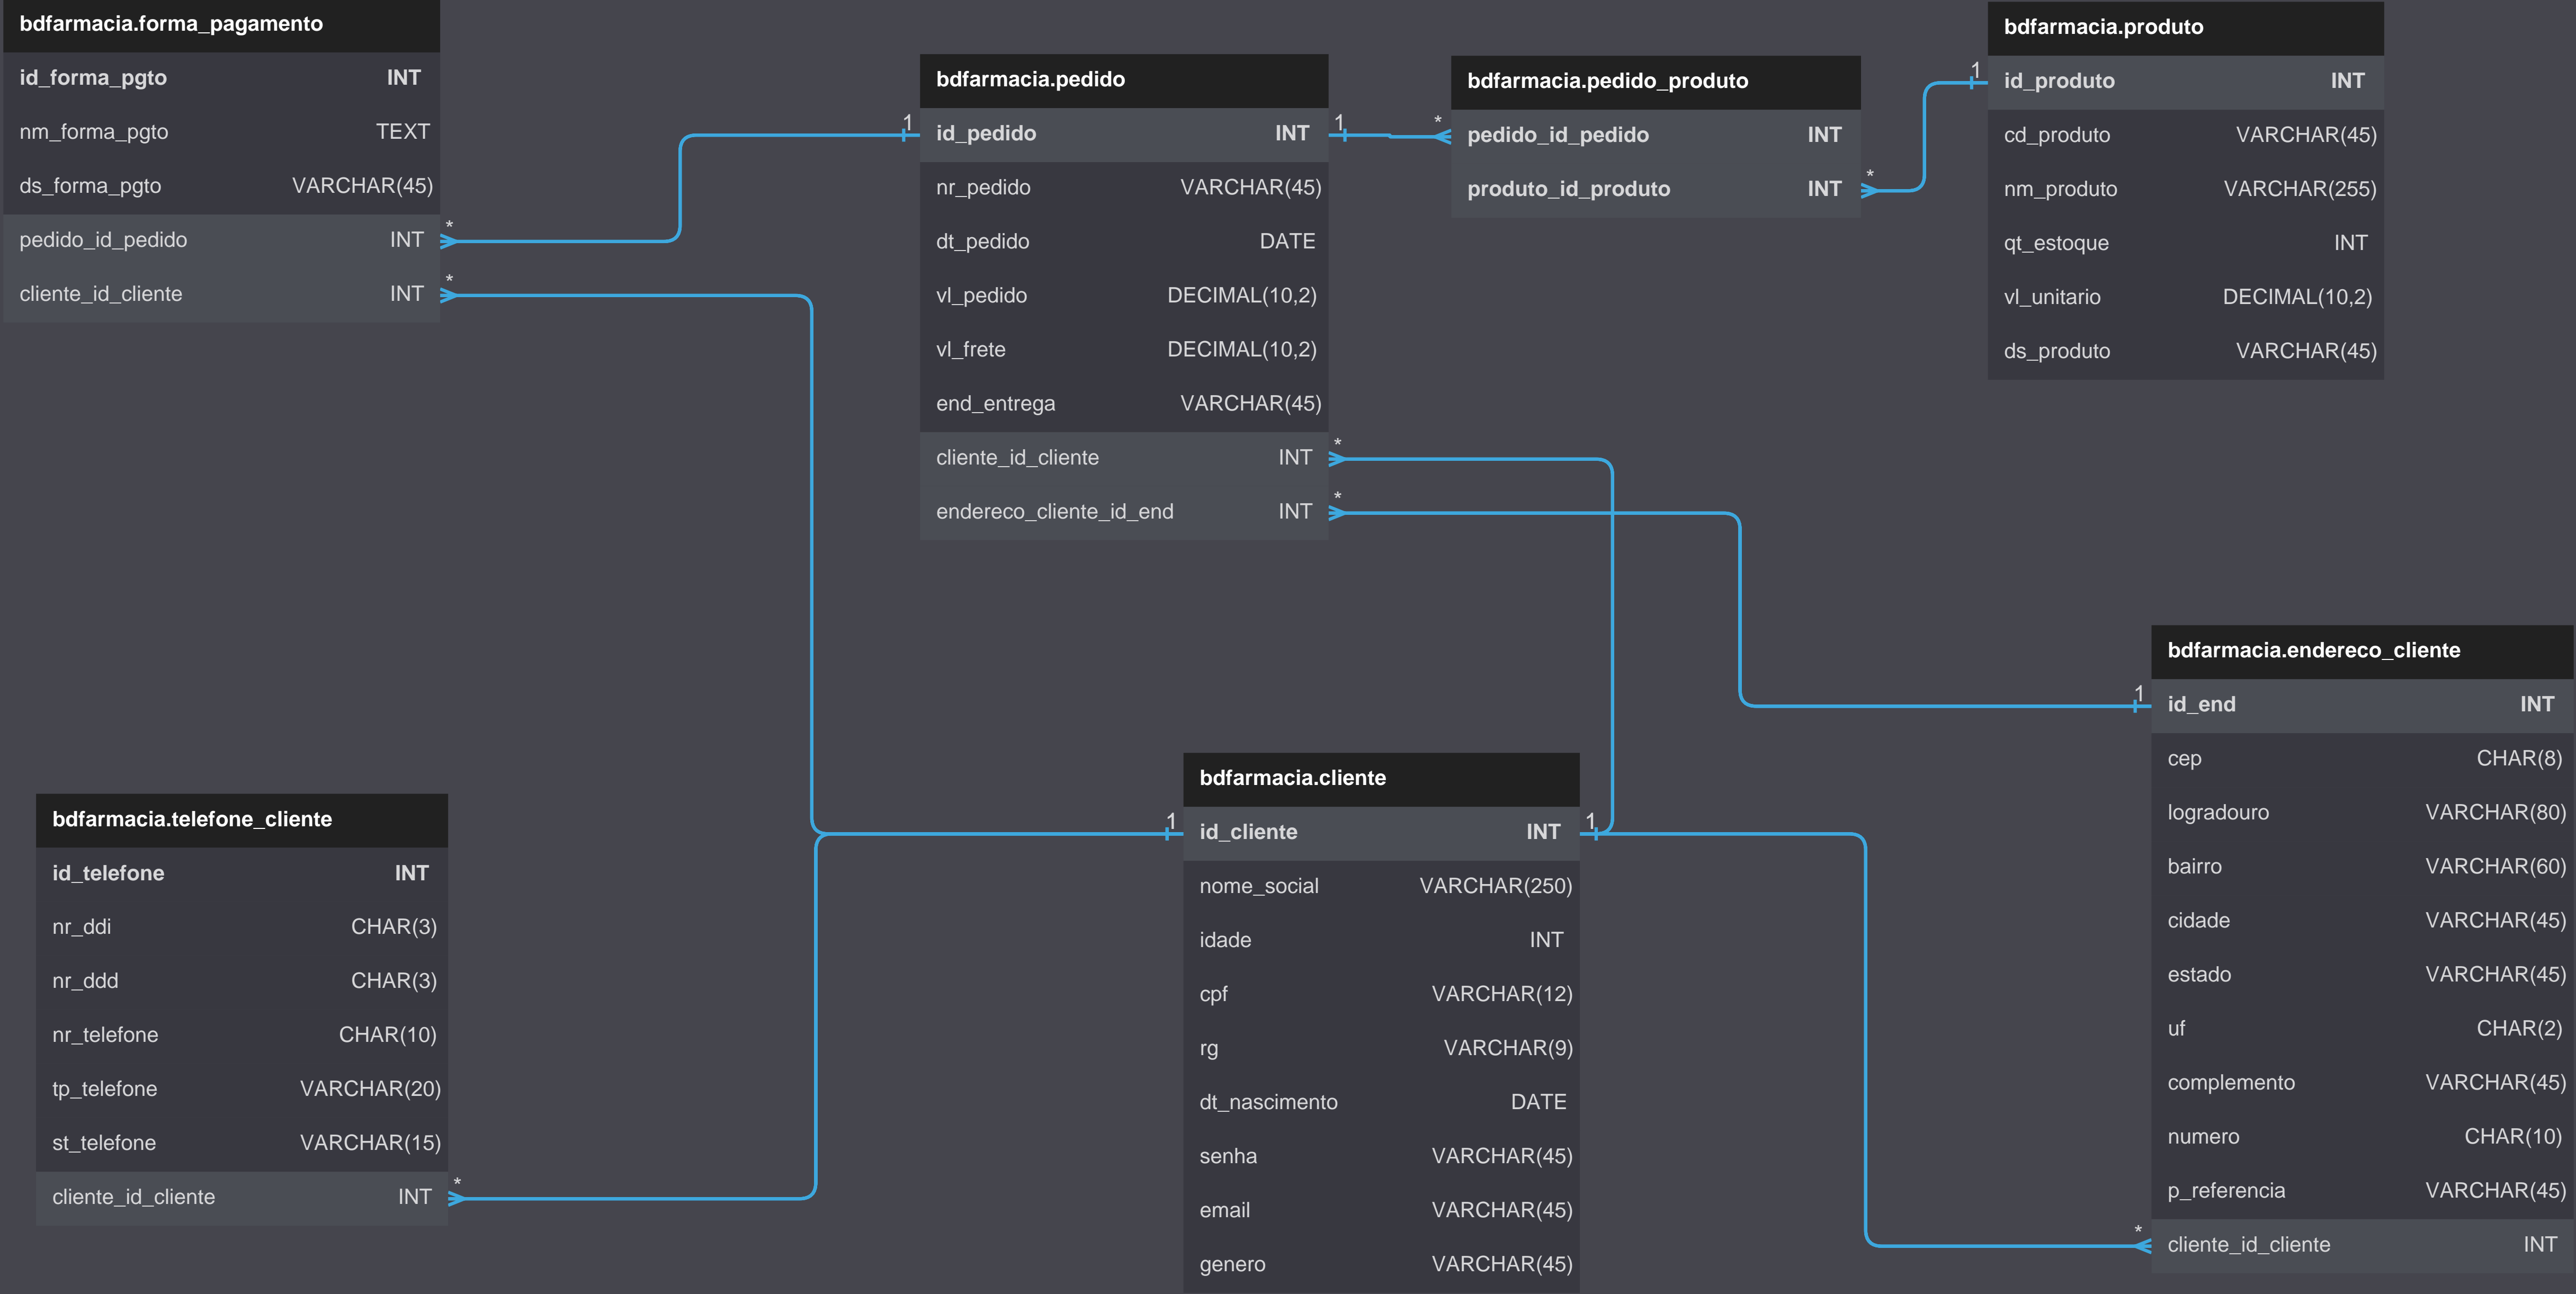 bdfarmacia.forma_pagamento
id_forma_pgto INT
nm_forma_pgto TEXT
ds_forma_pgto VARCHAR(45)
pedido_id_pedido INT *
cliente_id_cliente INT *
bdfarmacia.pedido
1 id_pedido INT 1
nr_pedido VARCHAR(45)
dt_pedido DATE
vl_pedido DECIMAL(10,2)
vl_frete DECIMAL(10,2)
end_entrega VARCHAR(45)
cliente_id_cliente INT *
endereco_cliente_id_end INT *
bdfarmacia.pedido_produto
* pedido_id_pedido INT
produto_id_produto INT *
bdfarmacia.produto
1 id_produto INT
cd_produto VARCHAR(45)
nm_produto VARCHAR(255)
qt_estoque INT
vl_unitario DECIMAL(10,2)
ds_produto VARCHAR(45)
bdfarmacia.telefone_cliente
id_telefone INT
nr_ddi CHAR(3)
nr_ddd CHAR(3)
nr_telefone CHAR(10)
tp_telefone VARCHAR(20)
st_telefone VARCHAR(15)
cliente_id_cliente INT *
bdfarmacia.cliente
1 id_cliente INT 1
nome_social VARCHAR(250)
idade INT
cpf VARCHAR(12)
rg VARCHAR(9)
dt_nascimento DATE
senha VARCHAR(45)
email VARCHAR(45)
genero VARCHAR(45)
bdfarmacia.endereco_cliente
1 id_end INT
cep CHAR(8)
logradouro VARCHAR(80)
bairro VARCHAR(60)
cidade VARCHAR(45)
estado VARCHAR(45)
uf CHAR(2)
complemento VARCHAR(45)
numero CHAR(10)
p_referencia VARCHAR(45)
* cliente_id_cliente INT